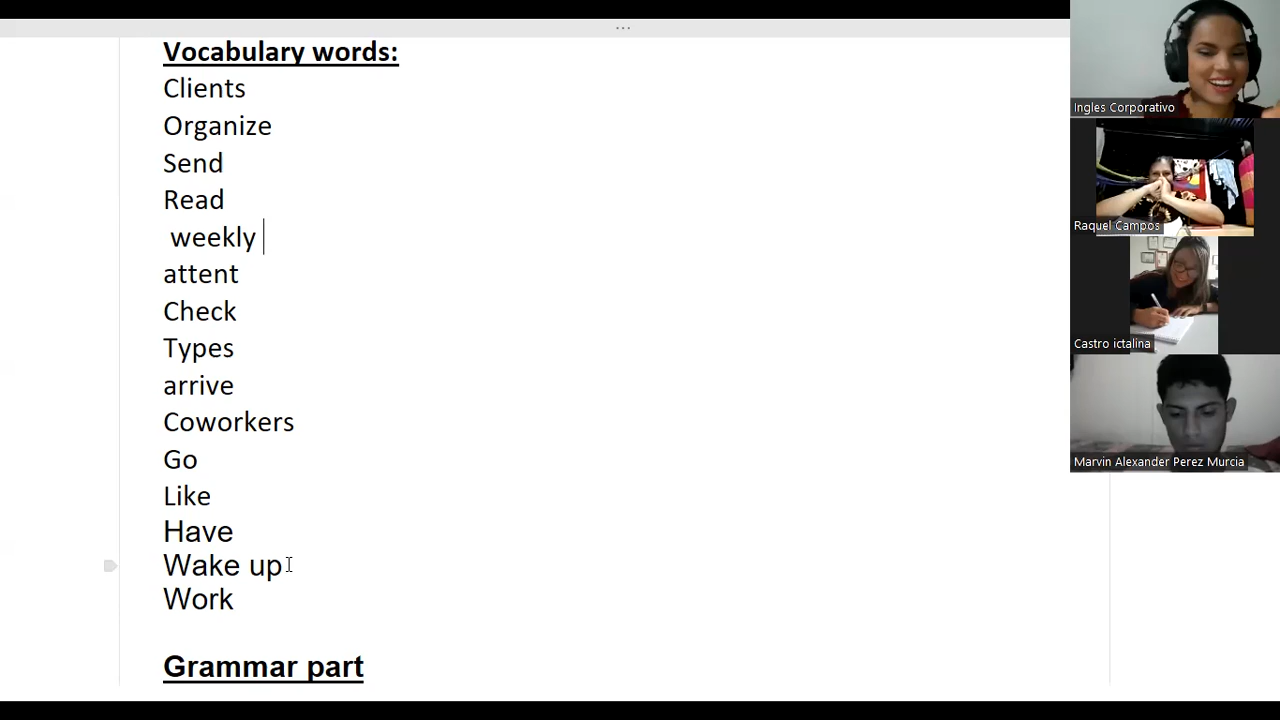 Vocabulary words:
Clients
Organize
Send
Read
weekly
attent
Check
Types
arrive
Coworkers
Go
Like
Have
Wake up
Work
Grammar part
Ingles Corporativo
Raquel Campos
Castro ictalina
Marvin Alexander Perez Murcia